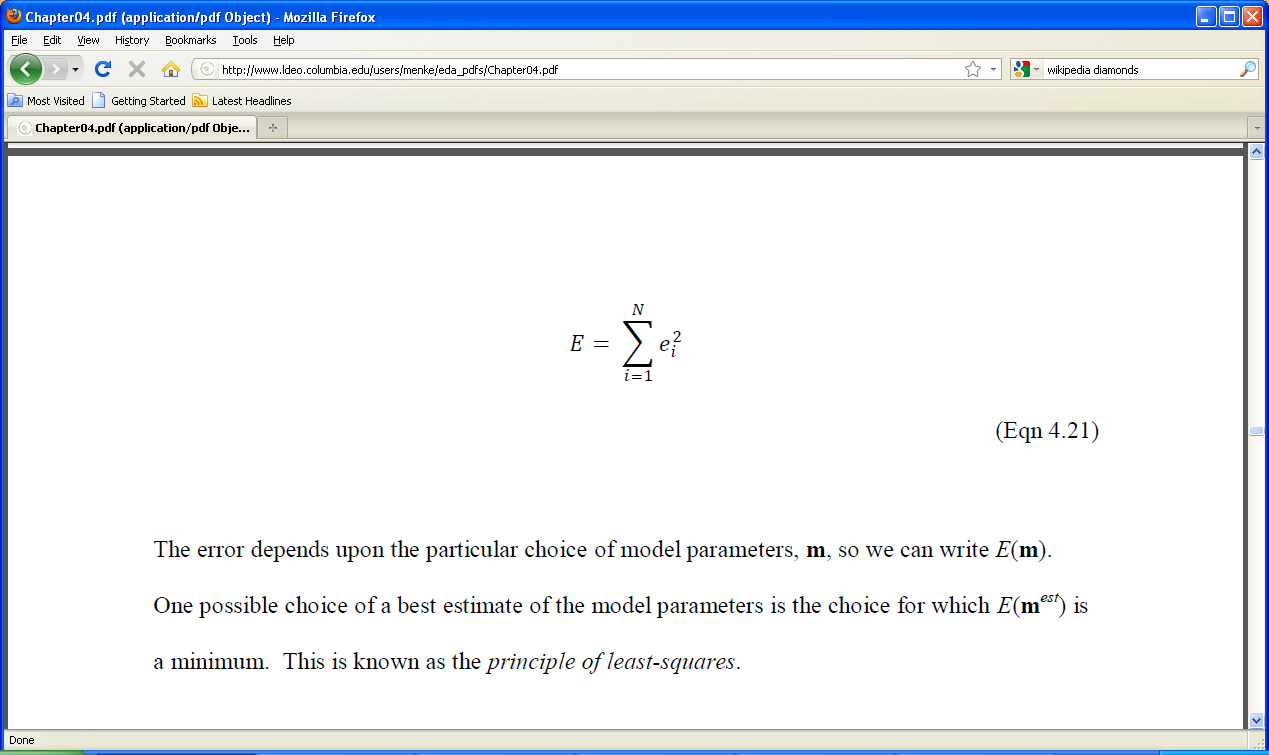 Chapter04.pdf (application/pdf Object) - Mozilla Firefox
File Edit View History Bookmarks Tools Help
http://www.ldeo.columbia.edu/users/menke/eda_pdfs/Chapter04.pdf
wikipedia diamonds
Most Visited Getting Started Latest Headlines
Chapter04.pdf (application/pdf Obje...
N
E = ∑ e_i^2
i=1
(Eqn 4.21)
The error depends upon the particular choice of model parameters, m, so we can write E(m).
One possible choice of a best estimate of the model parameters is the choice for which E(m^est) is
a minimum. This is known as the principle of least-squares.
Done